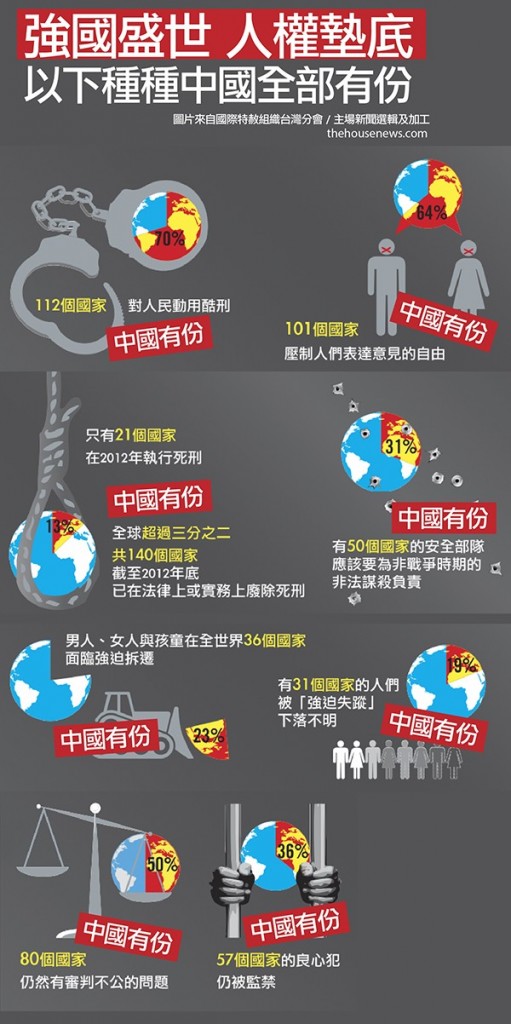 強國盛世 人權墊底
以下種種中國全部有份
圖片來自國際特赦組織台灣分會 / 主場新聞選輯及加工
thehousenews.com
70%
112個國家 對人民動用酷刑
中國有份
64%
中國有份
101個國家
壓制人們表達意見的自由
只有21個國家
在2012年執行死刑
中國有份
13%
全球超過三分之二
共140個國家
截至2012年底
已在法律上或實務上廢除死刑
31%
中國有份
有50個國家的安全部隊
應該要為非戰爭時期的
非法謀殺負責
男人、女人與孩童在全世界36個國家
面臨強迫拆遷
中國有份
23%
19%
有31個國家的人們
被「強迫失蹤」
下落不明
中國有份
50%
中國有份
80個國家
仍然有審判不公的問題
36%
中國有份
57個國家的良心犯
仍被監禁